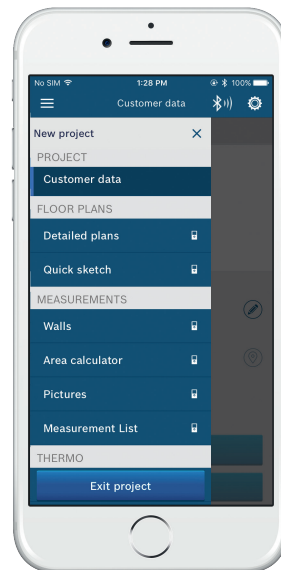 No SIM 1:28 PM 100%
Customer data
New project
PROJECT
Customer data
FLOOR PLANS
Detailed plans
Quick sketch
MEASUREMENTS
Walls
Area calculator
Pictures
Measurement List
THERMO
Exit project